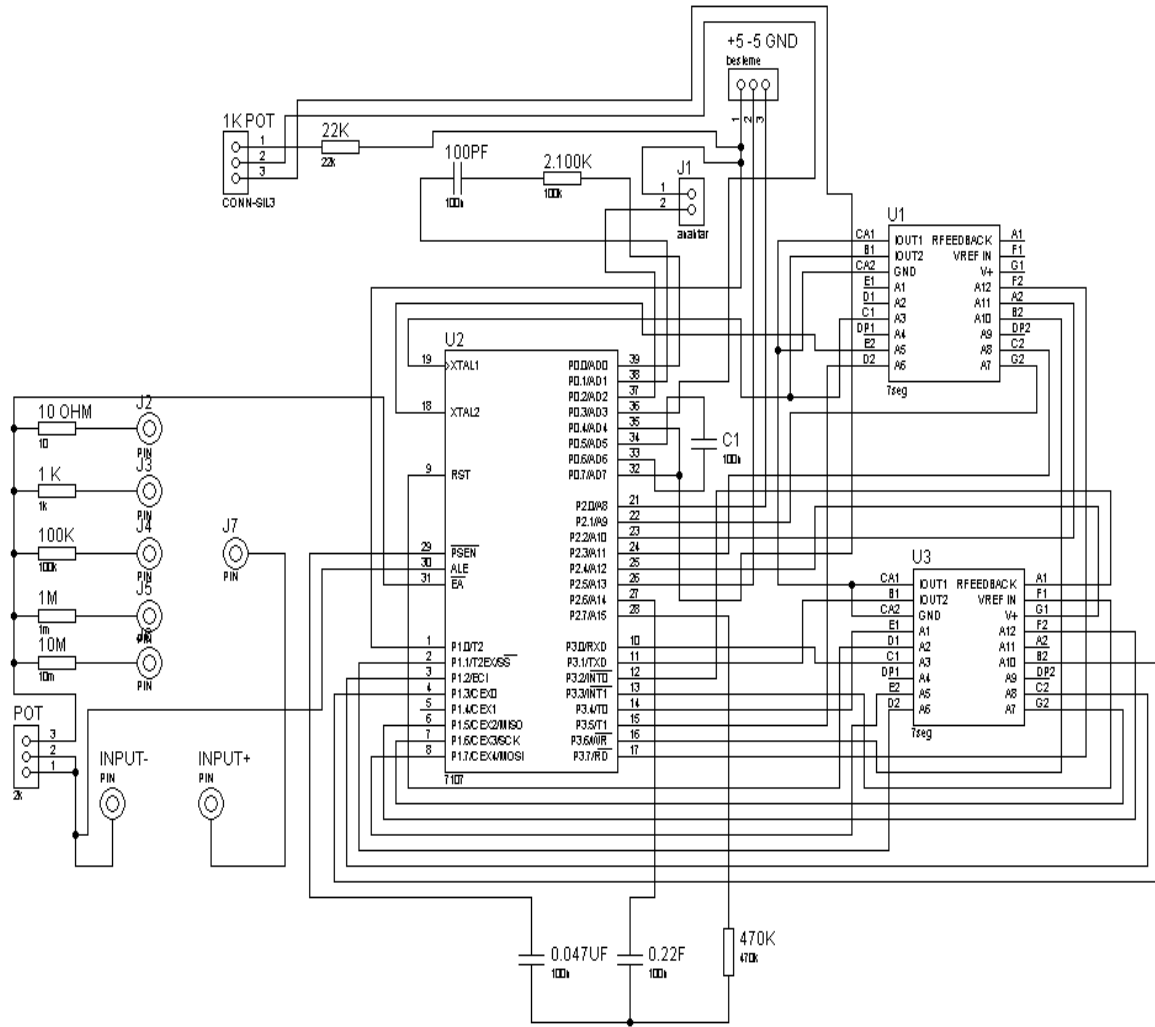 +5 -5 GND
besleme
1
2
3
1K POT
1
2
3
CONN-SIL3
22K
22k
100PF
100n
2.100K
100k
J1
1
2
anahtar
U1
CA1 IOUT1 RFEEDBACK A1
B1 IOUT2 VREF IN F1
CA2 GND V+ G1
E1 A1 A12 F2
D1 A2 A11 A2
C1 A3 A10 B2
DP1 A4 A9 DP2
E2 A5 A8 C2
D2 A6 A7 G2
7seg
U2
19 XTAL1 P0.0/AD0 39
P0.1/AD1 38
P0.2/AD2 37
18 XTAL2 P0.3/AD3 36
P0.4/AD4 35
P0.5/AD5 34
P0.6/AD6 33
9 RST P0.7/AD7 32
P2.0/A8 21
P2.1/A9 22
P2.2/A10 23
29 PSEN P2.3/A11 24
30 ALE P2.4/A12 25
31 EA P2.5/A13 26
P2.6/A14 27
P2.7/A15 28
1 P1.0/T2 P3.0/RXD 10
2 P1.1/T2EX/SS P3.1/TXD 11
3 P1.2/ECI P3.2/INT0 12
4 P1.3/CEX0 P3.3/INT1 13
5 P1.4/CEX1 P3.4/T0 14
6 P1.5/CEX2/MISO P3.5/T1 15
7 P1.6/CEX3/SCK P3.6/WR 16
8 P1.7/CEX4/MOSI P3.7/RD 17
7107
C1
100n
10 OHM
10
J2
PIN
1 K
1k
J3
PIN
100K
100k
J4
PIN
1M
1m
J5
PIN
10M
10m
PIN
J7
PIN
POT
3
2
1
2k
INPUT-
PIN
INPUT+
PIN
U3
CA1 IOUT1 RFEEDBACK A1
B1 IOUT2 VREF IN F1
CA2 GND V+ G1
E1 A1 A12 F2
D1 A2 A11 A2
C1 A3 A10 B2
DP1 A4 A9 DP2
E2 A5 A8 C2
D2 A6 A7 G2
7seg
0.047UF
100n
0.22F
100n
470K
470k